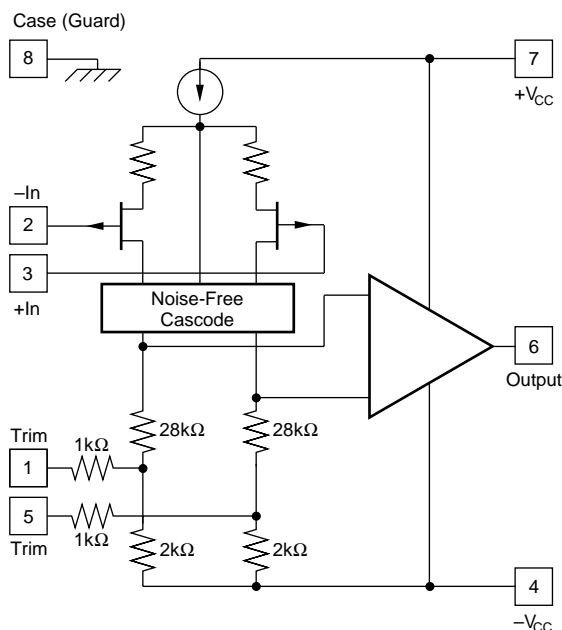 Case (Guard)
8
7
+VCC
–In
2
3
+In
Noise-Free
Cascode
6
Output
28kΩ
28kΩ
Trim
1kΩ
1
5
1kΩ
Trim
2kΩ
2kΩ
4
–VCC